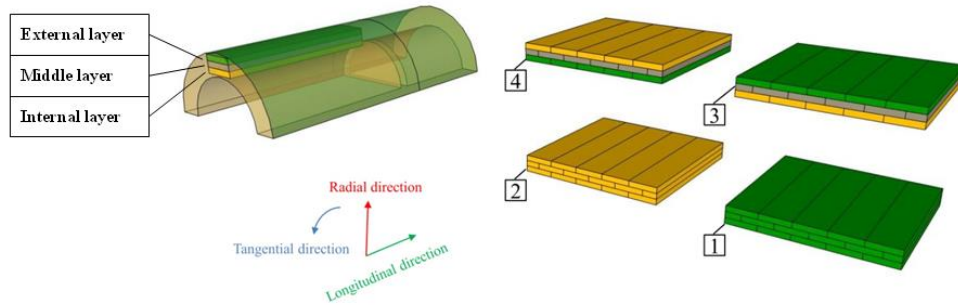 External layer
Middle layer
Internal layer
Radial direction
Tangential direction
Longitudinal direction
4
3
2
1